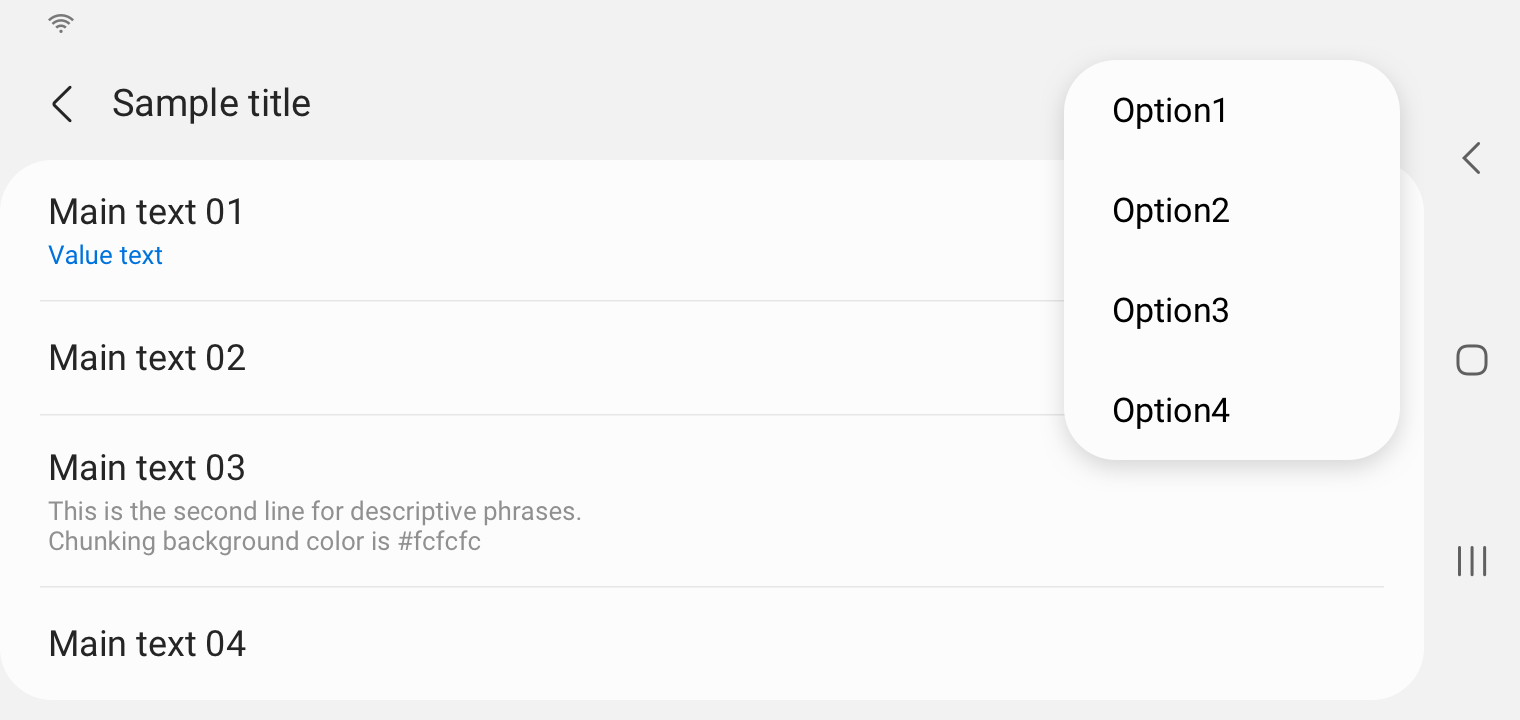 Sample title
Main text 01
Value text
Main text 02
Main text 03
This is the second line for descriptive phrases.
Chunking background color is #fcfcfc
Main text 04
Option1
Option2
Option3
Option4